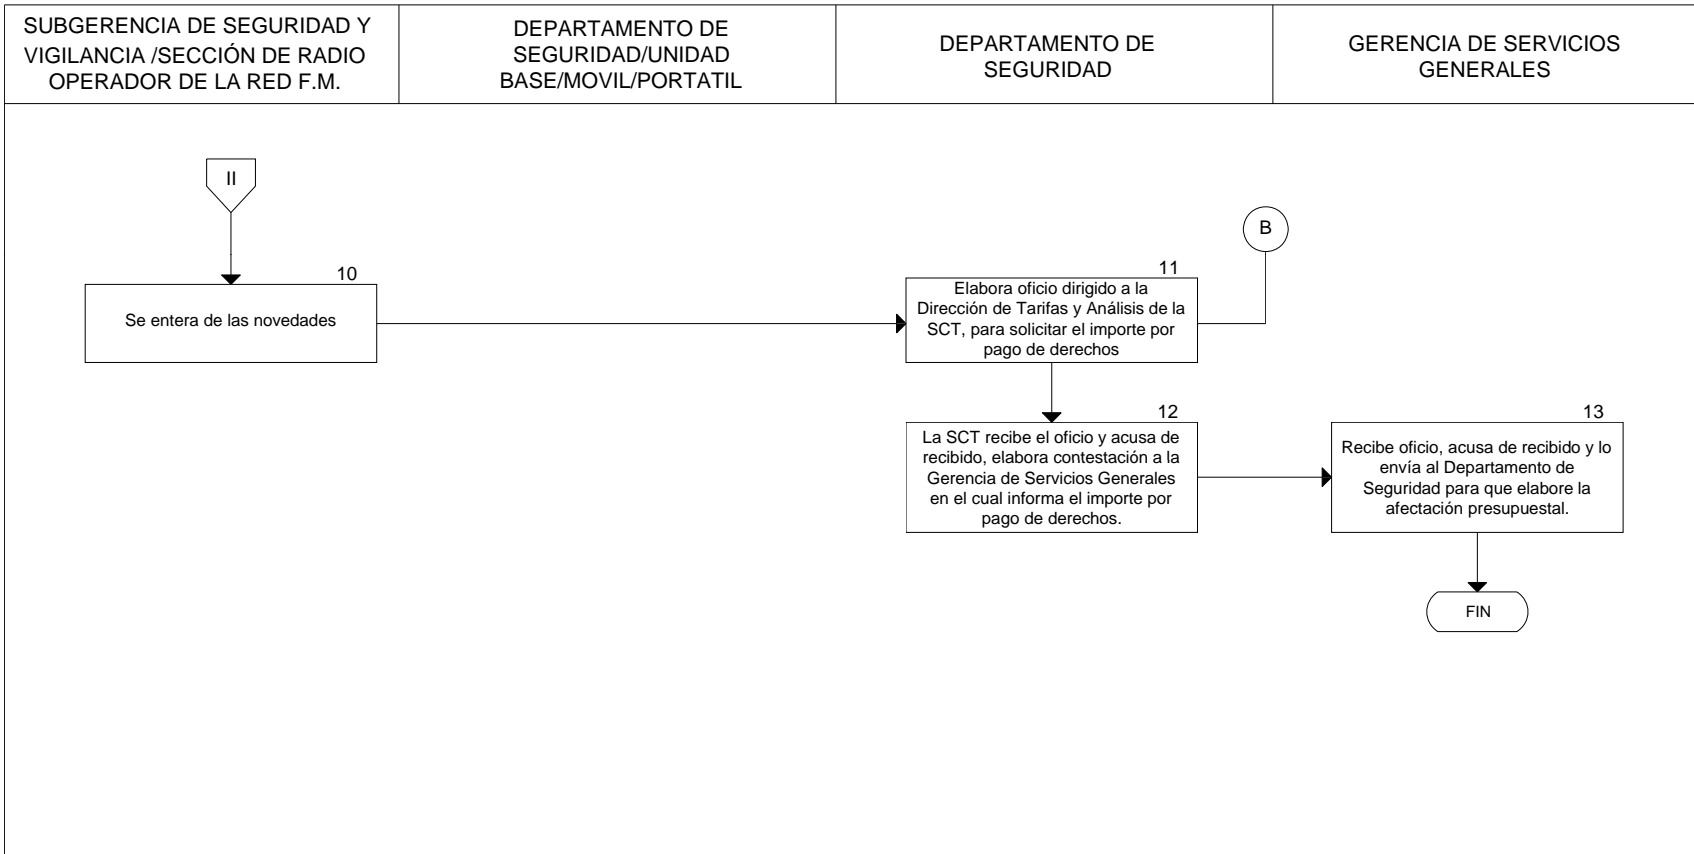 SUBGERENCIA DE SEGURIDAD Y
VIGILANCIA /SECCIÓN DE RADIO
OPERADOR DE LA RED F.M.
DEPARTAMENTO DE
SEGURIDAD/UNIDAD
BASE/MOVIL/PORTATIL
DEPARTAMENTO DE
SEGURIDAD
GERENCIA DE SERVICIOS
GENERALES
II
B
10
Se entera de las novedades
11
Elabora oficio dirigido a la
Dirección de Tarifas y Análisis de la
SCT, para solicitar el importe por
pago de derechos
12
La SCT recibe el oficio y acusa de
recibido, elabora contestación a la
Gerencia de Servicios Generales
en el cual informa el importe por
pago de derechos.
13
Recibe oficio, acusa de recibido y lo
envía al Departamento de
Seguridad para que elabore la
afectación presupuestal.
FIN